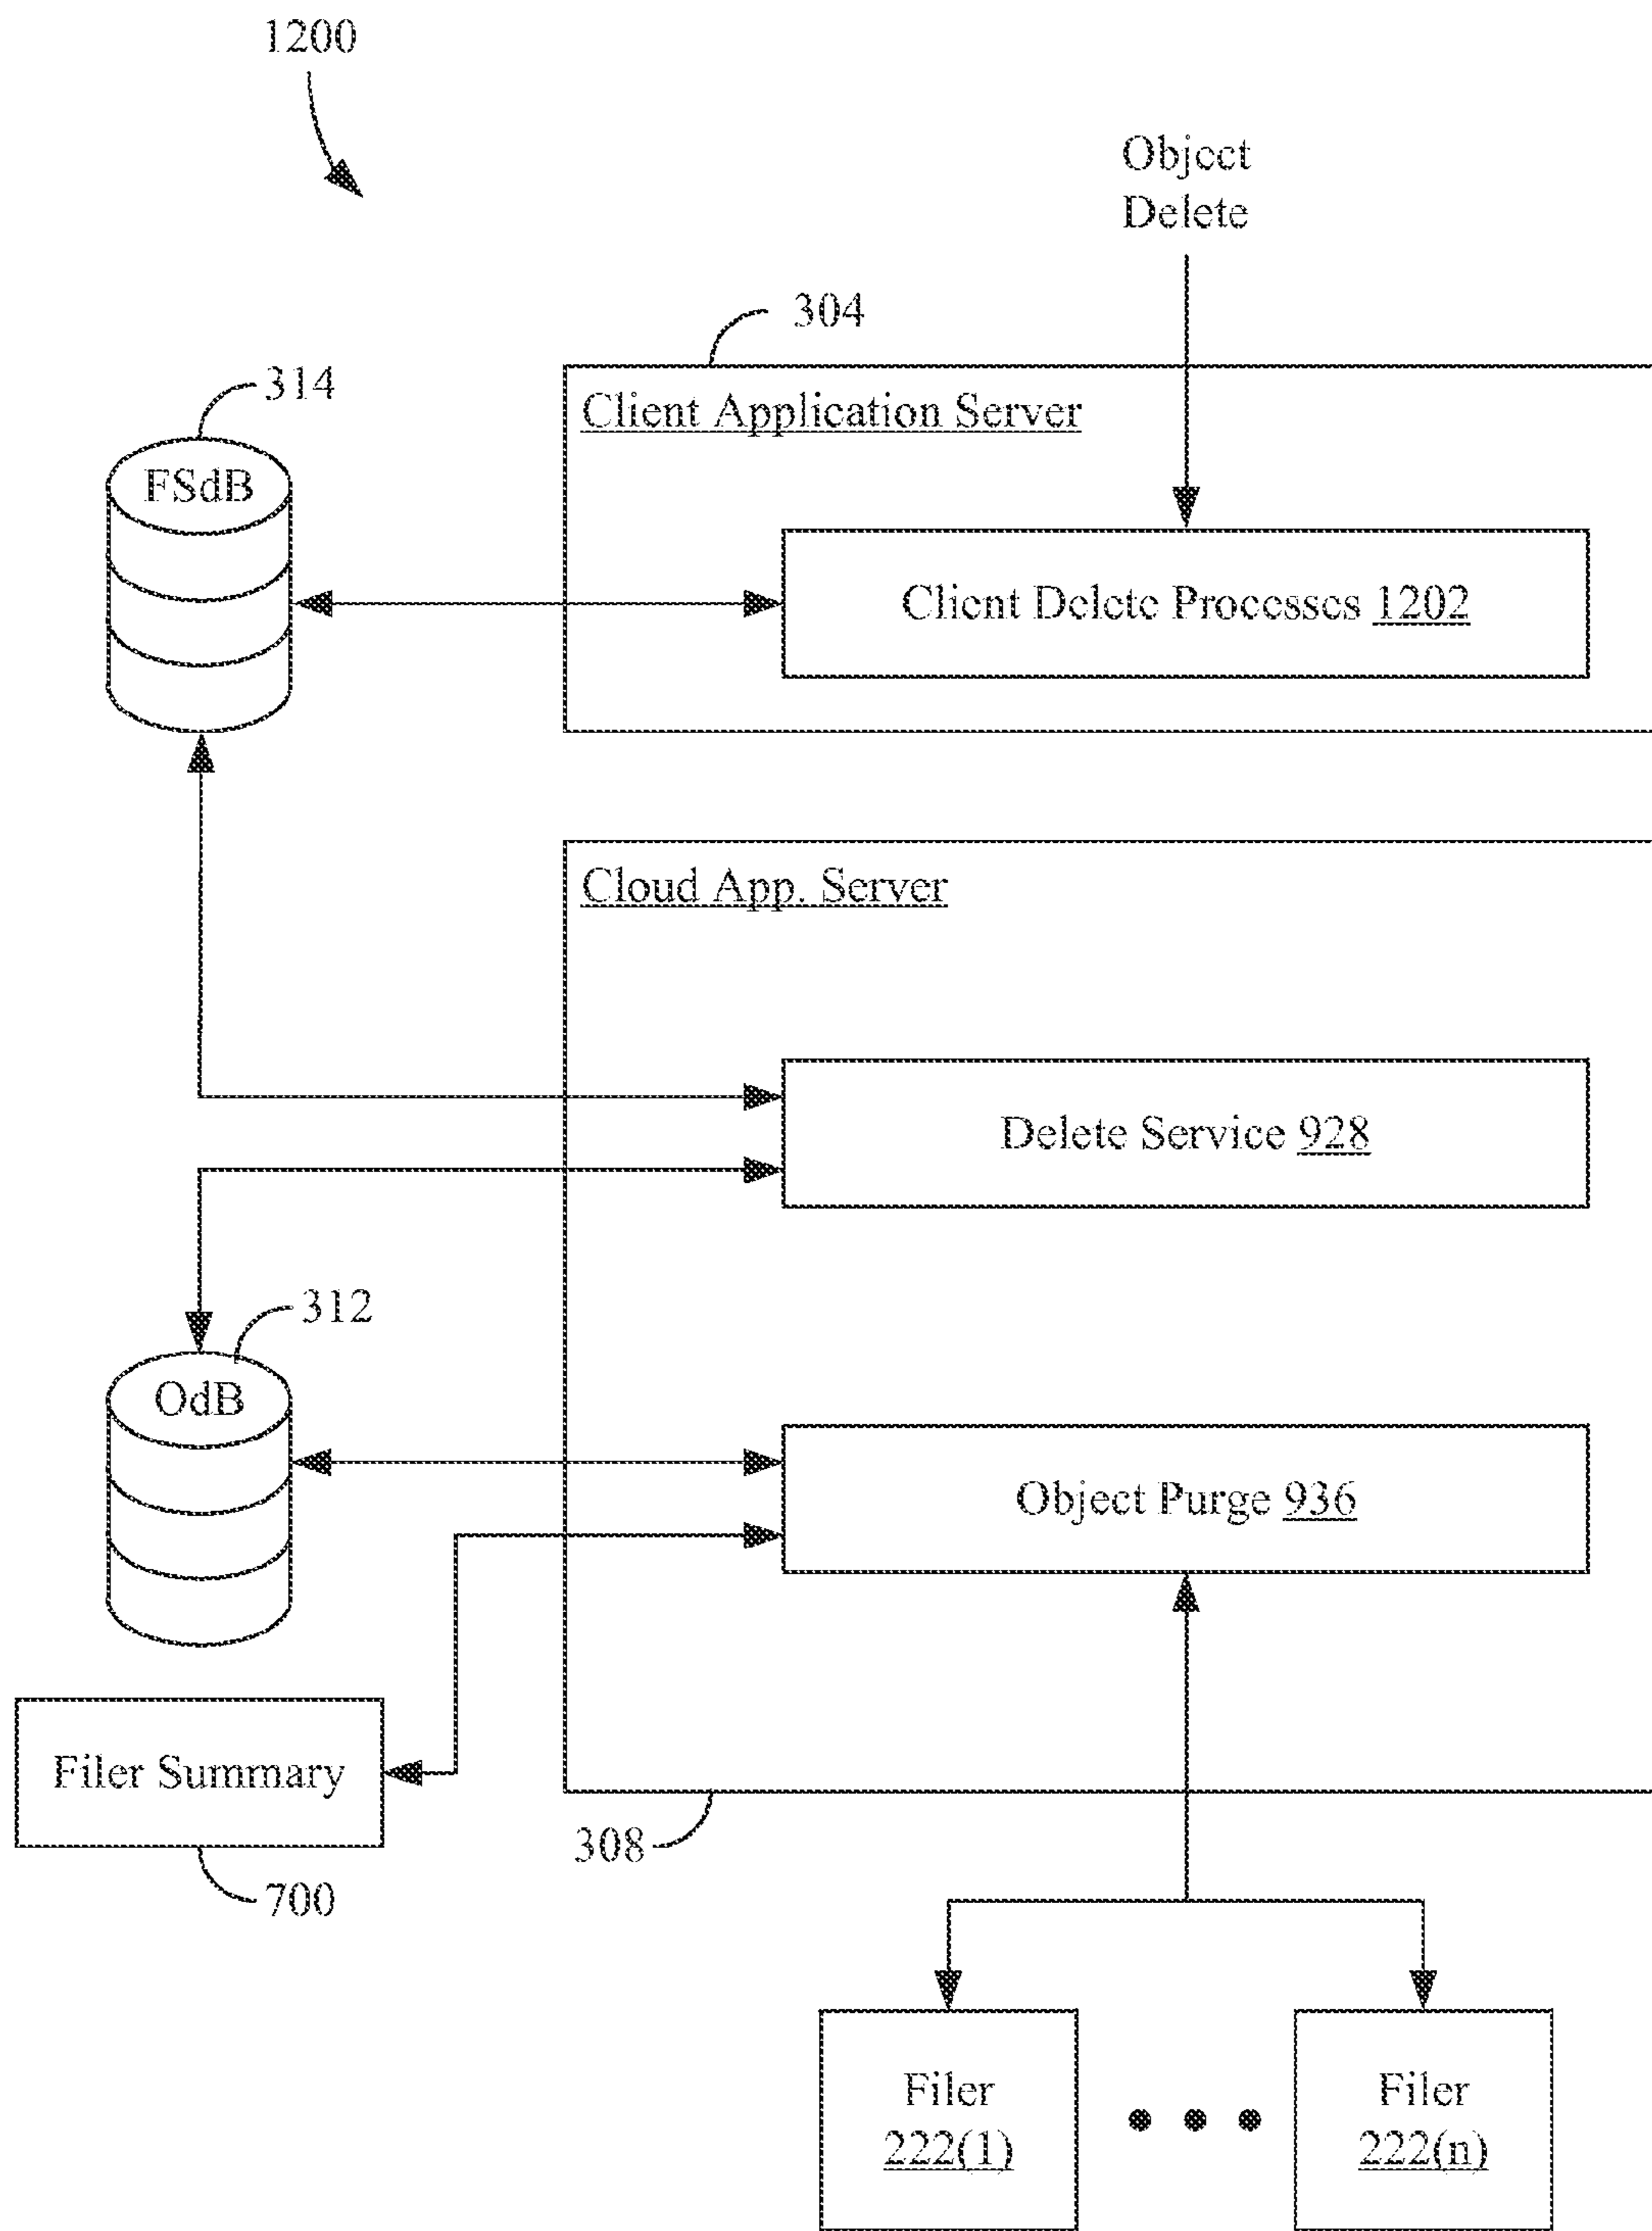 1200
Object
Delete
304
314
Client Application Server
FSdB
Client Delete Processes 1202
Cloud App. Server
Delete Service 928
312
OdB
Object Purge 936
Filer Summary
308
700
Filer
222(1)
Filer
222(n)